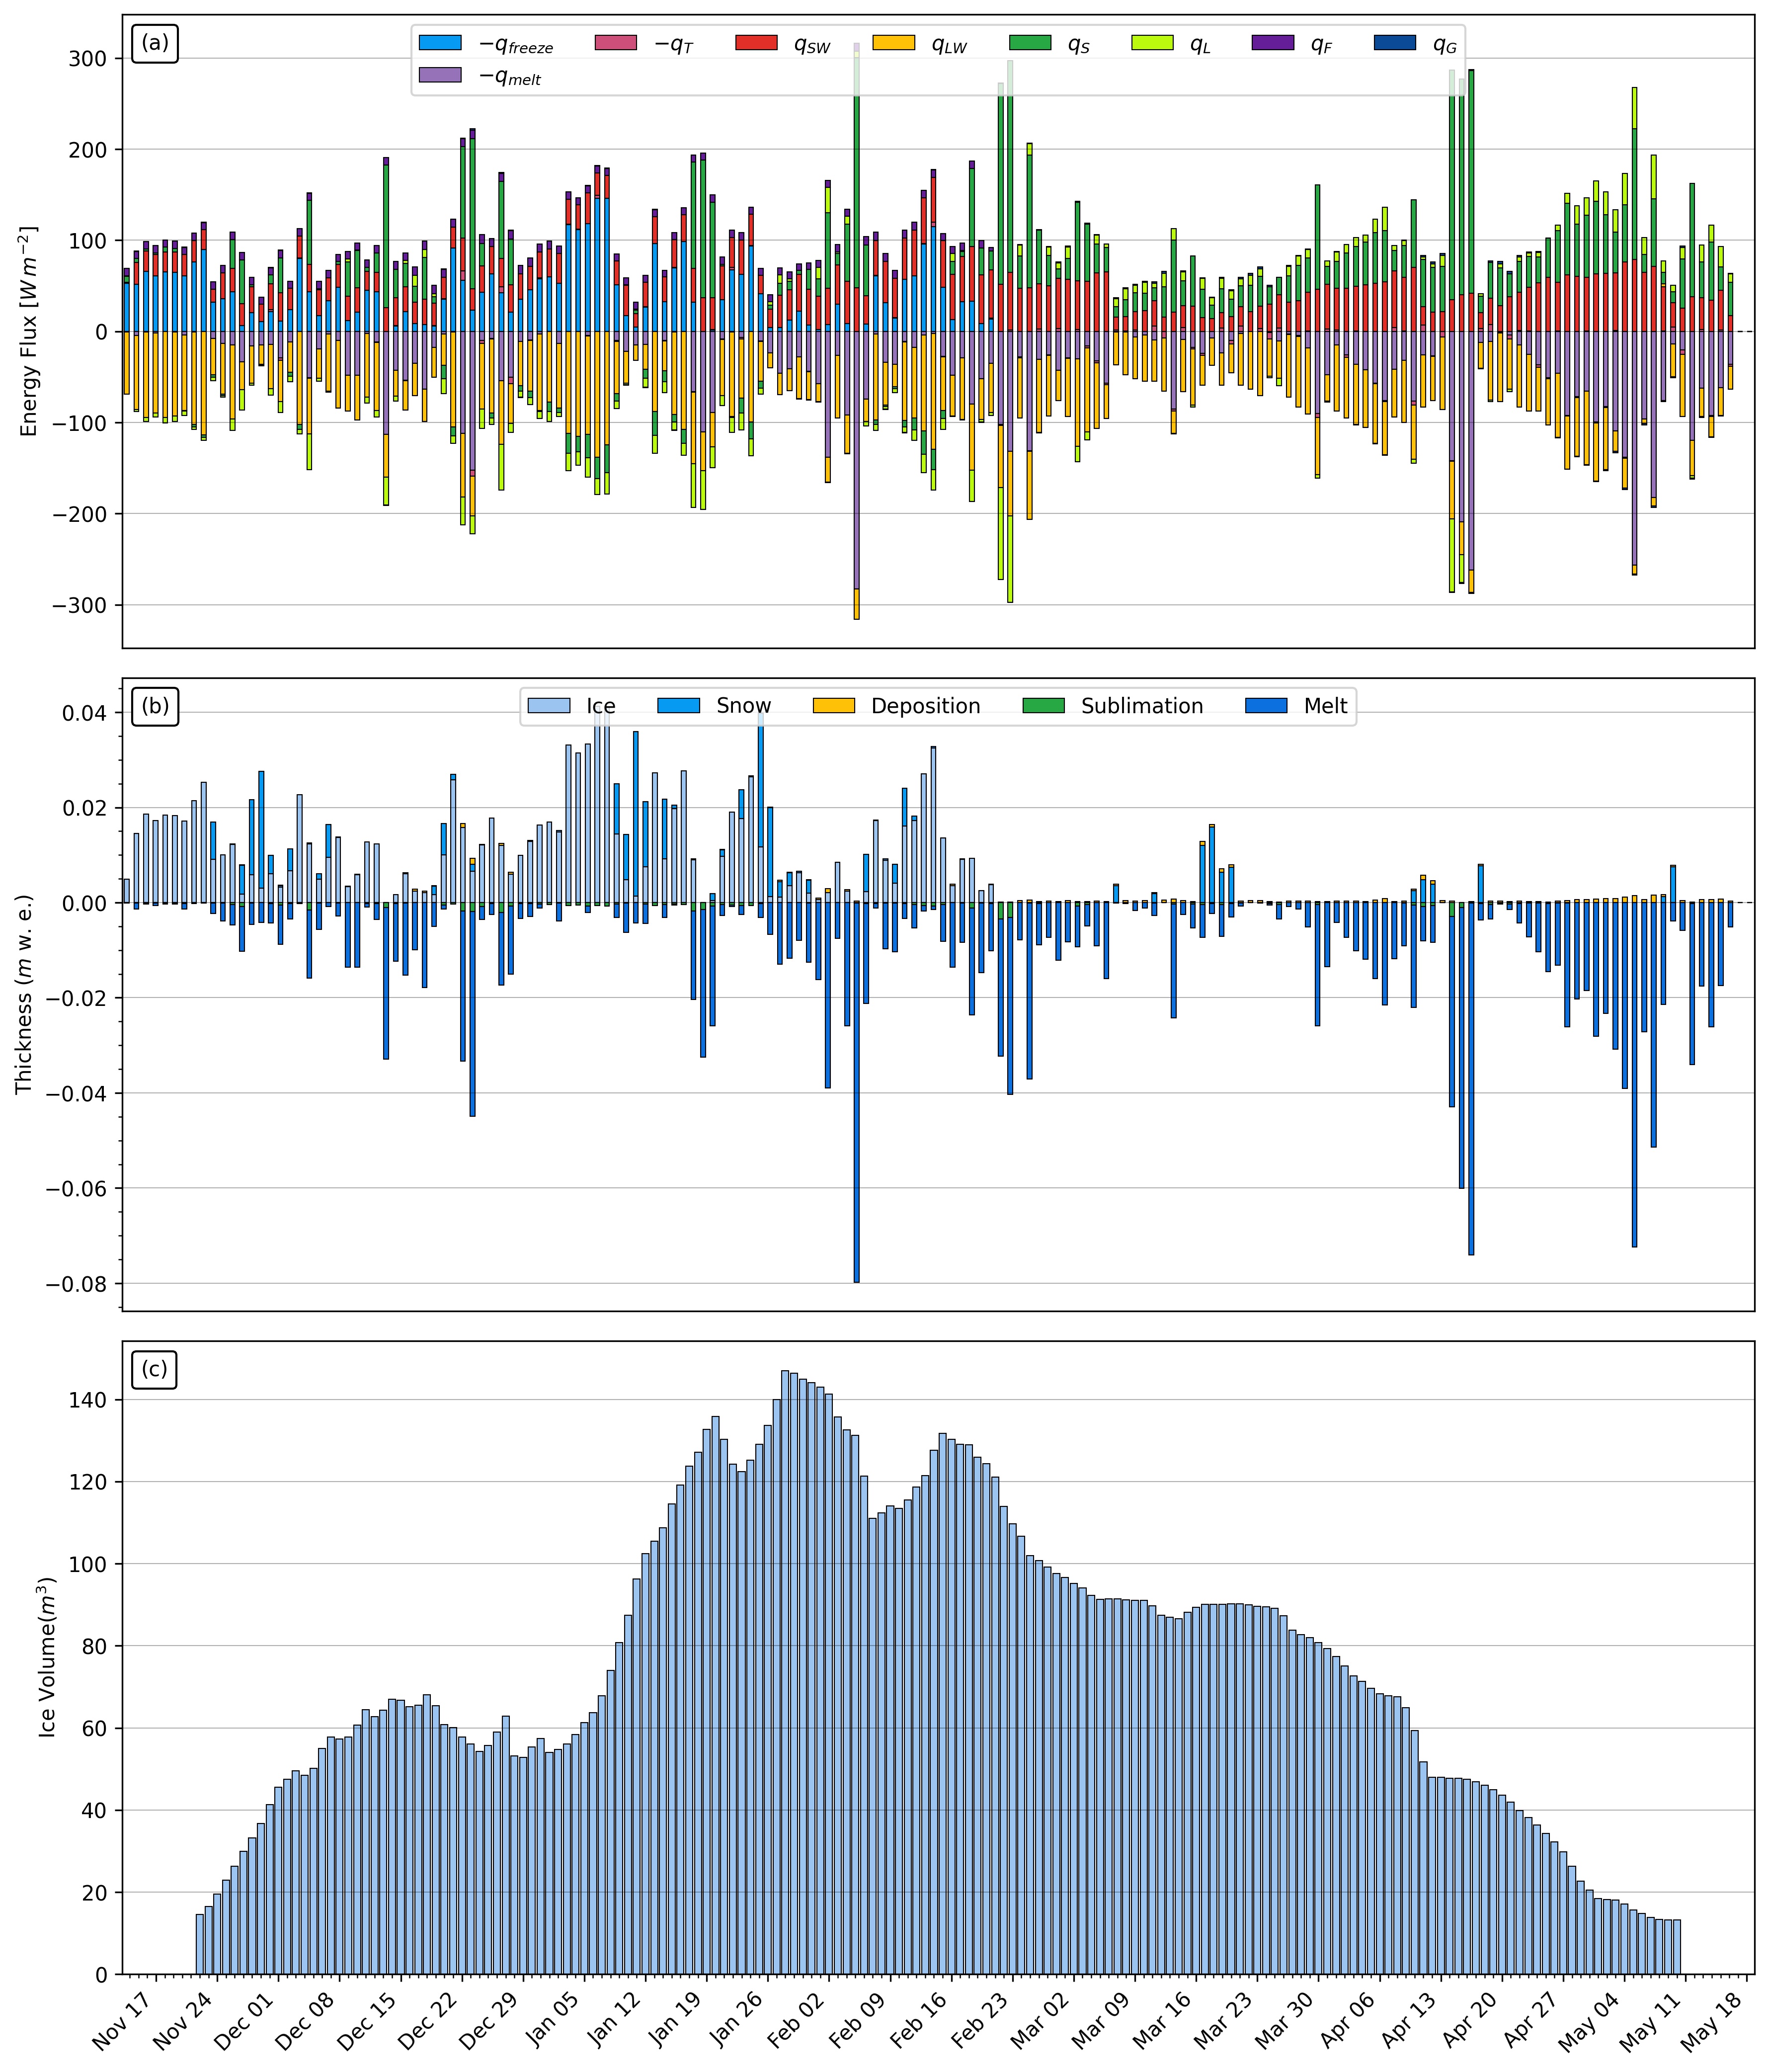 (a)
−q_freeze −q_T q_SW q_LW q_S q_L q_F q_G
−q_melt
Energy Flux [W m⁻²]
300
200
100
0
−100
−200
−300
(b)
Ice Snow Deposition Sublimation Melt
Thickness (m w. e.)
0.04
0.02
0.00
−0.02
−0.04
−0.06
−0.08
(c)
Ice Volume(m³)
140
120
100
80
60
40
20
0
Nov 17 Nov 24 Dec 01 Dec 08 Dec 15 Dec 22 Dec 29 Jan 05 Jan 12 Jan 19 Jan 26 Feb 02 Feb 09 Feb 16 Feb 23 Mar 02 Mar 09 Mar 16 Mar 23 Mar 30 Apr 06 Apr 13 Apr 20 Apr 27 May 04 May 11 May 18